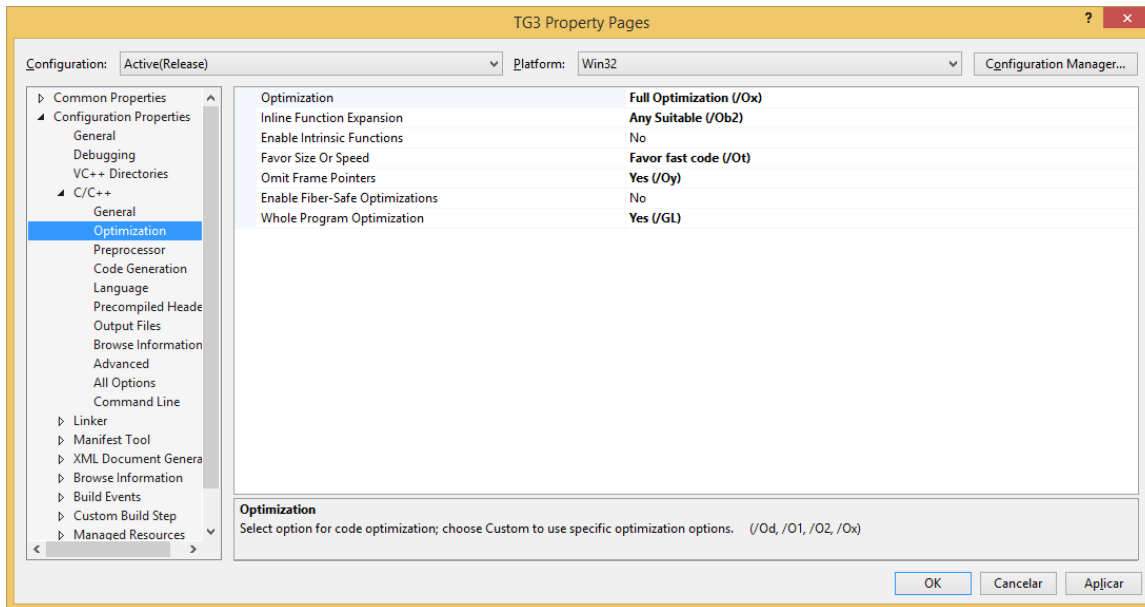 TG3 Property Pages
? ×
Configuration: Active(Release) Platform: Win32 Configuration Manager...
Common Properties
Configuration Properties
General
Debugging
VC++ Directories
C/C++
General
Optimization
Preprocessor
Code Generation
Language
Precompiled Heade
Output Files
Browse Information
Advanced
All Options
Command Line
Linker
Manifest Tool
XML Document Genera
Browse Information
Build Events
Custom Build Step
Managed Resources
Optimization Full Optimization (/Ox)
Inline Function Expansion Any Suitable (/Ob2)
Enable Intrinsic Functions No
Favor Size Or Speed Favor fast code (/Ot)
Omit Frame Pointers Yes (/Oy)
Enable Fiber-Safe Optimizations No
Whole Program Optimization Yes (/GL)
Optimization
Select option for code optimization; choose Custom to use specific optimization options. (/Od, /O1, /O2, /Ox)
OK Cancelar Aplicar